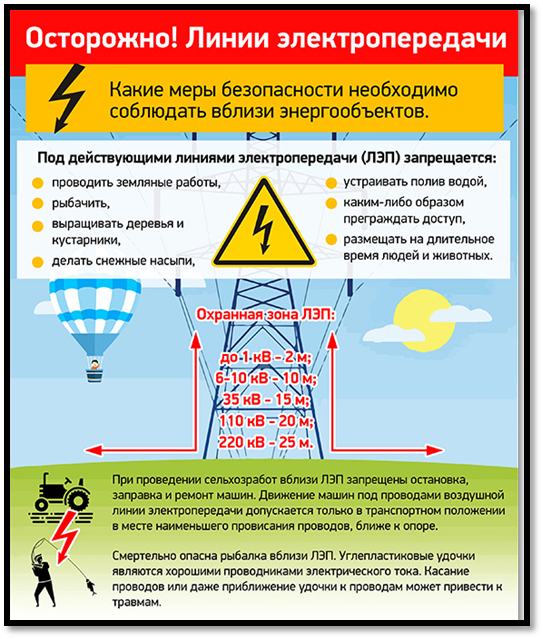 Осторожно! Линии электропередачи
Какие меры безопасности необходимо
соблюдать вблизи энергообъектов.
Под действующими линиями электропередачи (ЛЭП) запрещается:
проводить земляные работы,
рыбачить,
выращивать деревья и
кустарники,
делать снежные насыпи,
устраивать полив водой,
каким-либо образом
преграждать доступ,
размещать на длительное
время людей и животных.
Охранная зона ЛЭП:
до 1 кВ - 2 м;
6-10 кВ - 10 м;
35 кВ - 15 м;
110 кВ - 20 м;
220 кВ - 25 м.
При проведении сельхозработ вблизи ЛЭП запрещены остановка,
заправка и ремонт машин. Движение машин под проводами воздушной
линии электропередачи допускается только в транспортном положении
в месте наименьшего провисания проводов, ближе к опоре.
Смертельно опасна рыбалка вблизи ЛЭП. Углепластиковые удочки
являются хорошими проводниками электрического тока. Касание
проводов или даже приближение удочки к проводам может привести к
травмам.